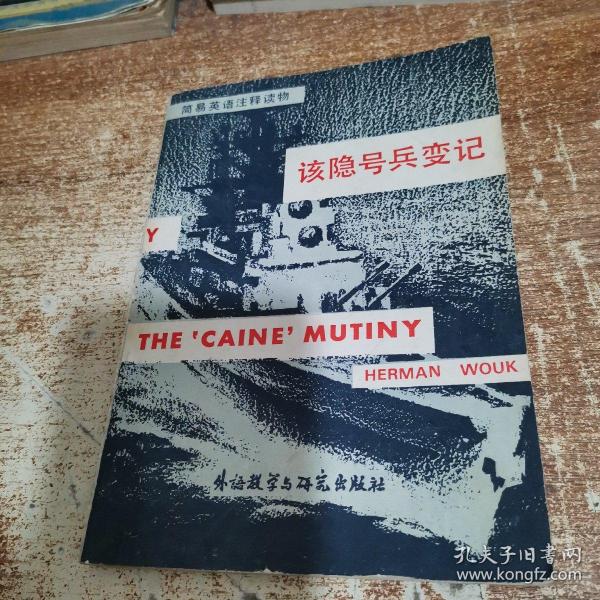 简易英语注释读物
该隐号兵变记
Y
THE 'CAINE' MUTINY
HERMAN WOUK
外语教学与研究出版社
孔夫子旧书网
www.kongfz.com